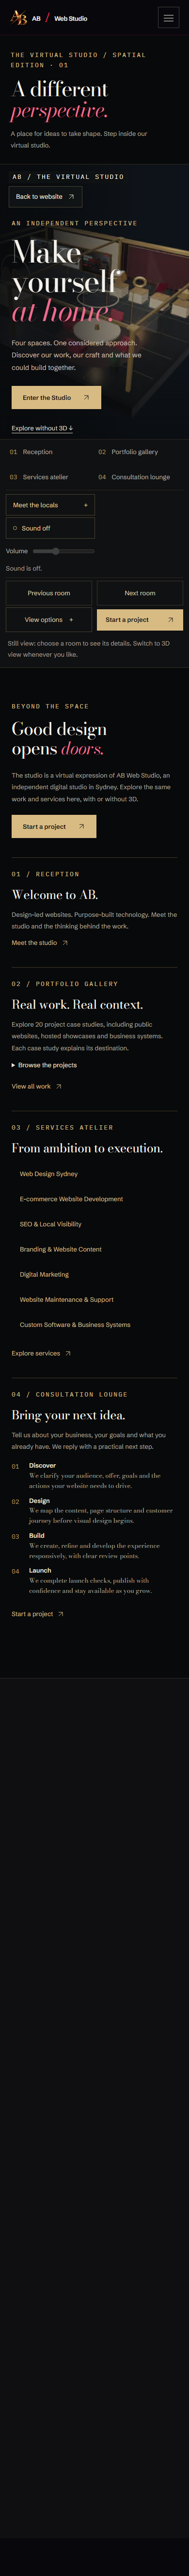 AB AB / Web Studio
THE VIRTUAL STUDIO / SPATIAL
EDITION · 01
A different
perspective.
A place for ideas to take shape. Step inside our
virtual studio.
AB / THE VIRTUAL STUDIO
Back to website ↗
AN INDEPENDENT PERSPECTIVE
Make
yourself
at home.
Four spaces. One considered approach.
Discover our work, our craft and what we
could build together.
Enter the Studio ↗
Explore without 3D ↓
01 Reception
02 Portfolio gallery
03 Services atelier
04 Consultation lounge
Meet the locals +
Sound off
Volume
Sound is off.
Previous room
Next room
View options +
Start a project ↗
Still view: choose a room to see its details. Switch to 3D
view whenever you like.
BEYOND THE SPACE
Good design
opens doors.
The studio is a virtual expression of AB Web Studio, an
independent digital studio in Sydney. Explore the same
work and services here, with or without 3D.
Start a project ↗
01 / RECEPTION
Welcome to AB.
Design-led websites. Purpose-built technology. Meet the
studio and the thinking behind the work.
Meet the studio ↗
02 / PORTFOLIO GALLERY
Real work. Real context.
Explore 20 project case studies, including public
websites, hosted showcases and business systems.
Each case study explains its destination.
▶ Browse the projects
View all work ↗
03 / SERVICES ATELIER
From ambition to execution.
Web Design Sydney
E-commerce Website Development
SEO & Local Visibility
Branding & Website Content
Digital Marketing
Website Maintenance & Support
Custom Software & Business Systems
Explore services ↗
04 / CONSULTATION LOUNGE
Bring your next idea.
Tell us about your business, your goals and what you
already have. We reply with a practical next step.
01 Discover
We clarify your audience, offer, goals and the
actions your website needs to drive.
02 Design
We map the content, page structure and customer
journey before visual design begins.
03 Build
We create, refine and develop the experience
responsively, with clear review points.
04 Launch
We complete launch checks, publish with
confidence and stay available as you grow.
Start a project ↗